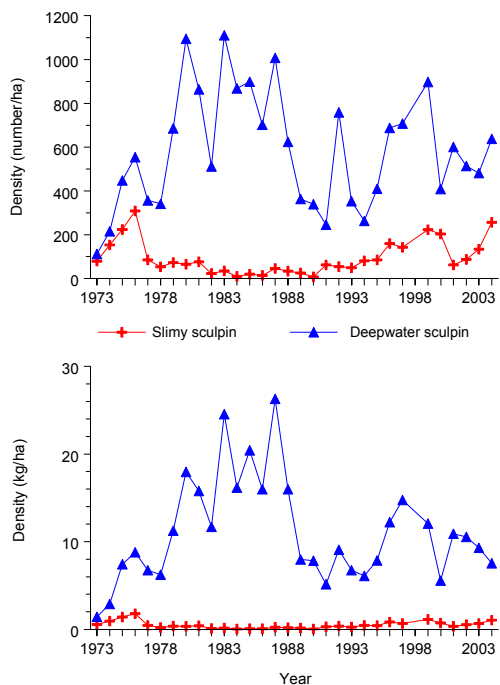 1200
1000
800
600
400
200
0
Density (number/ha)
1973 1978 1983 1988 1993 1998 2003
Slimy sculpin Deepwater sculpin
30
20
10
0
Density (kg/ha)
1973 1978 1983 1988 1993 1998 2003
Year